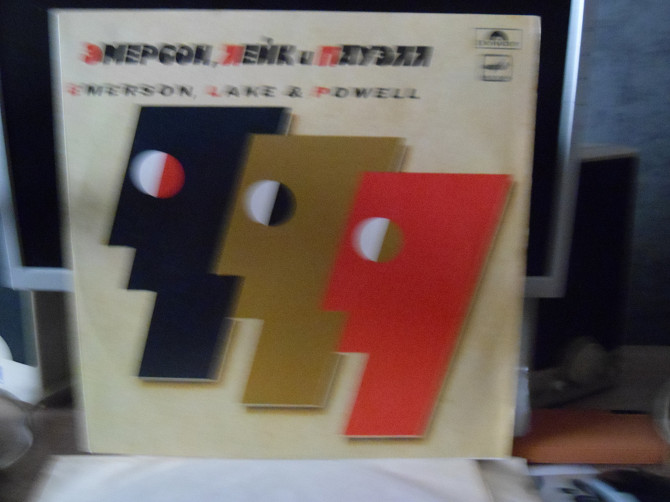 ЭМЕРСОН, ЛЕЙК и ПАУЭЛЛ
EMERSON, LAKE & POWELL